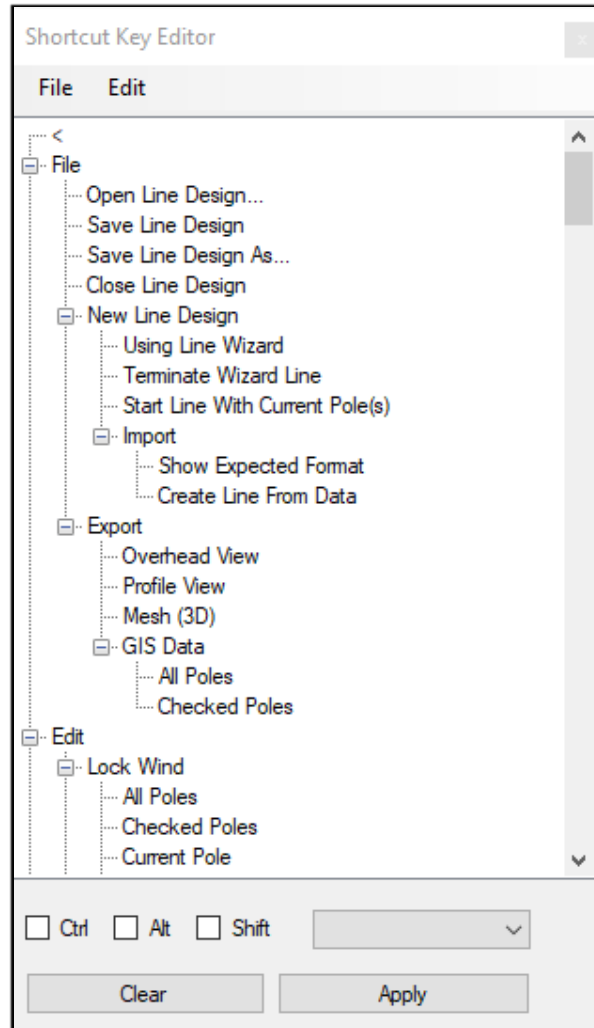 Shortcut Key Editor
x
File Edit
<
File
Open Line Design...
Save Line Design
Save Line Design As...
Close Line Design
New Line Design
Using Line Wizard
Terminate Wizard Line
Start Line With Current Pole(s)
Import
Show Expected Format
Create Line From Data
Export
Overhead View
Profile View
Mesh (3D)
GIS Data
All Poles
Checked Poles
Edit
Lock Wind
All Poles
Checked Poles
Current Pole
Ctrl Alt Shift
Clear Apply